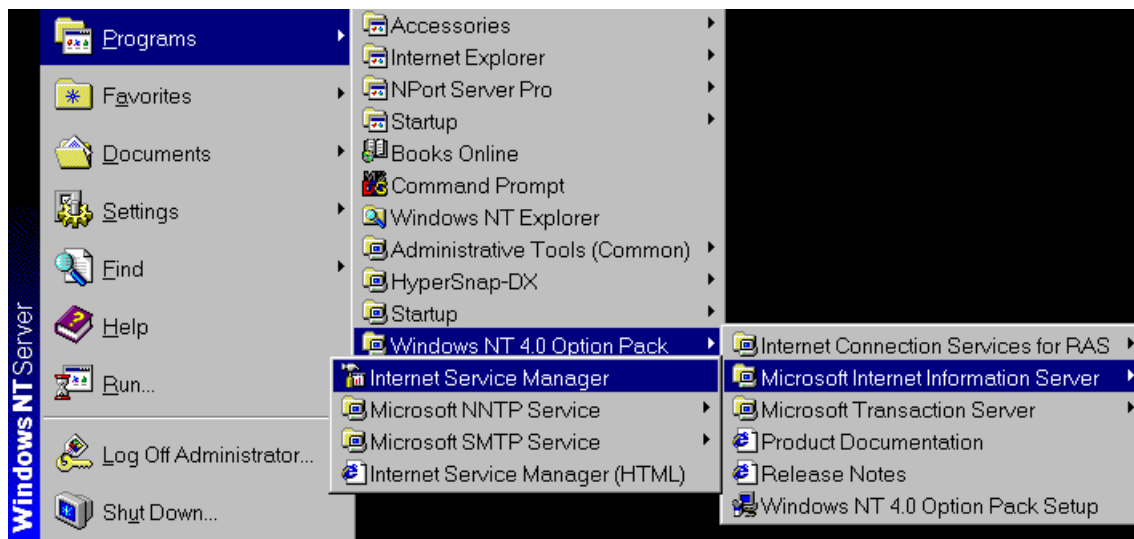 Programs
Favorites
Documents
Settings
Find
Help
Run...
Log Off Administrator...
Shut Down...
Windows NT Server
Accessories
Internet Explorer
NPort Server Pro
Startup
Books Online
Command Prompt
Windows NT Explorer
Administrative Tools (Common)
HyperSnap-DX
Startup
Windows NT 4.0 Option Pack
Internet Connection Services for RAS
Microsoft Internet Information Server
Microsoft Transaction Server
Product Documentation
Release Notes
Windows NT 4.0 Option Pack Setup
Internet Service Manager
Microsoft NNTP Service
Microsoft SMTP Service
Internet Service Manager (HTML)